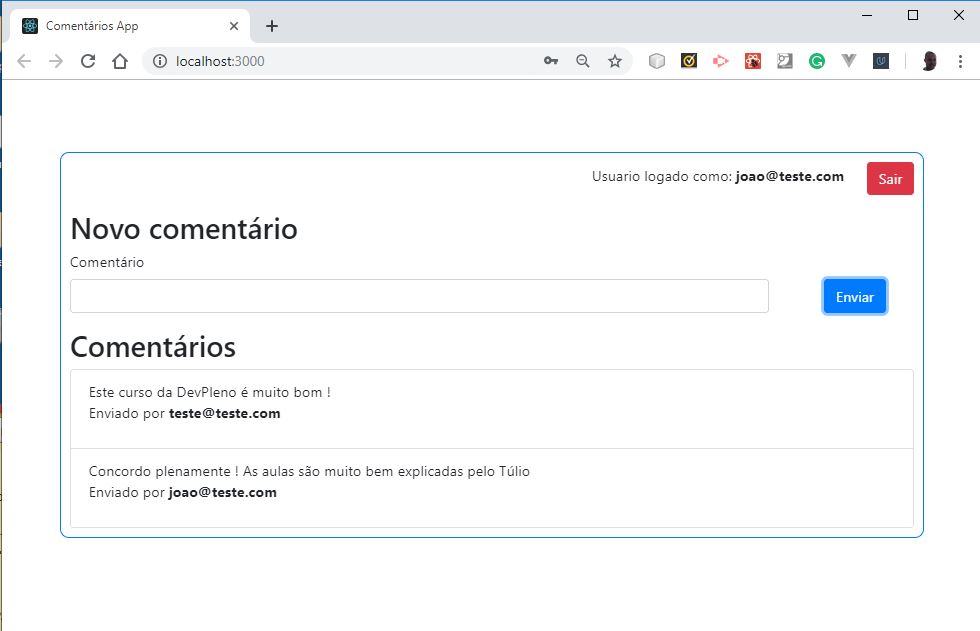 Comentários App
localhost:3000
Usuario logado como: joao@teste.com
Sair
Novo comentário
Comentário
Enviar
Comentários
Este curso da DevPleno é muito bom !
Enviado por teste@teste.com
Concordo plenamente ! As aulas são muito bem explicadas pelo Túlio
Enviado por joao@teste.com